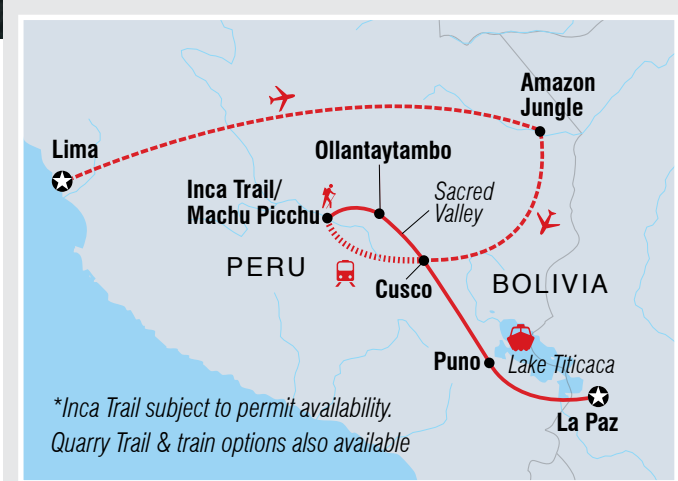 Amazon
Jungle
Lima
Ollantaytambo
Inca Trail/
Machu Picchu
Sacred
Valley
PERU
Cusco
BOLIVIA
Puno
Lake Titicaca
La Paz
*Inca Trail subject to permit availability.
Quarry Trail & train options also available